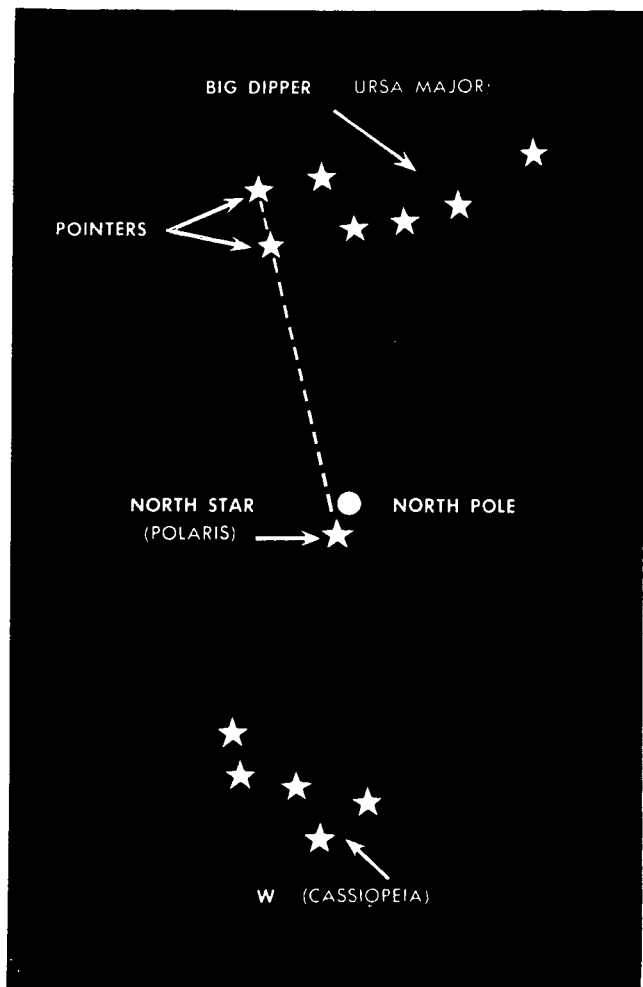 BIG DIPPER URSA MAJOR
POINTERS
NORTH STAR
(POLARIS)
NORTH POLE
W (CASSIOPEIA)